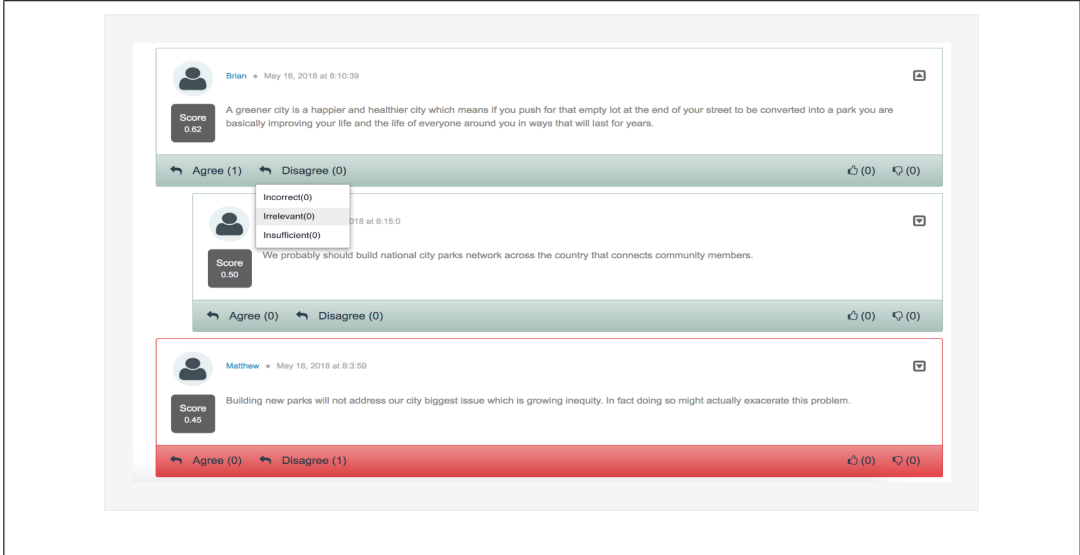 Brian • May 16, 2018 at 8:10:39
Score
0.62
A greener city is a happier and healthier city which means if you push for that empty lot at the end of your street to be converted into a park you are
basically improving your life and the life of everyone around you in ways that will last for years.
Agree (1) Disagree (0) (0) (0)
Incorrect(0)
Irrelevant(0)
Insufficient(0)
018 at 8:15:0
Score
0.50
We probably should build national city parks network across the country that connects community members.
Agree (0) Disagree (0) (0) (0)
Matthew • May 16, 2018 at 8:3:59
Score
0.45
Building new parks will not address our city biggest issue which is growing inequity. In fact doing so might actually exacerbate this problem.
Agree (0) Disagree (1) (0) (0)